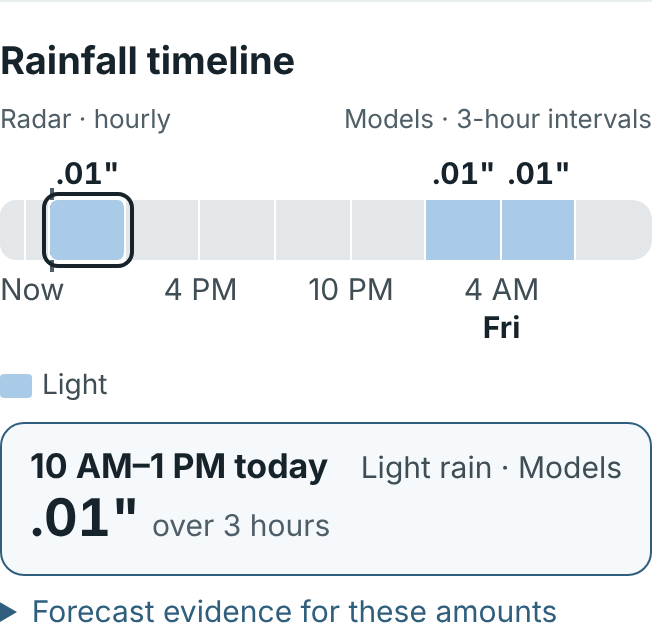 Rainfall timeline
Radar · hourly
Models · 3-hour intervals
.01" .01" .01"
Now 4 PM 10 PM 4 AM
Fri
Light
10 AM–1 PM today Light rain · Models
.01" over 3 hours
Forecast evidence for these amounts